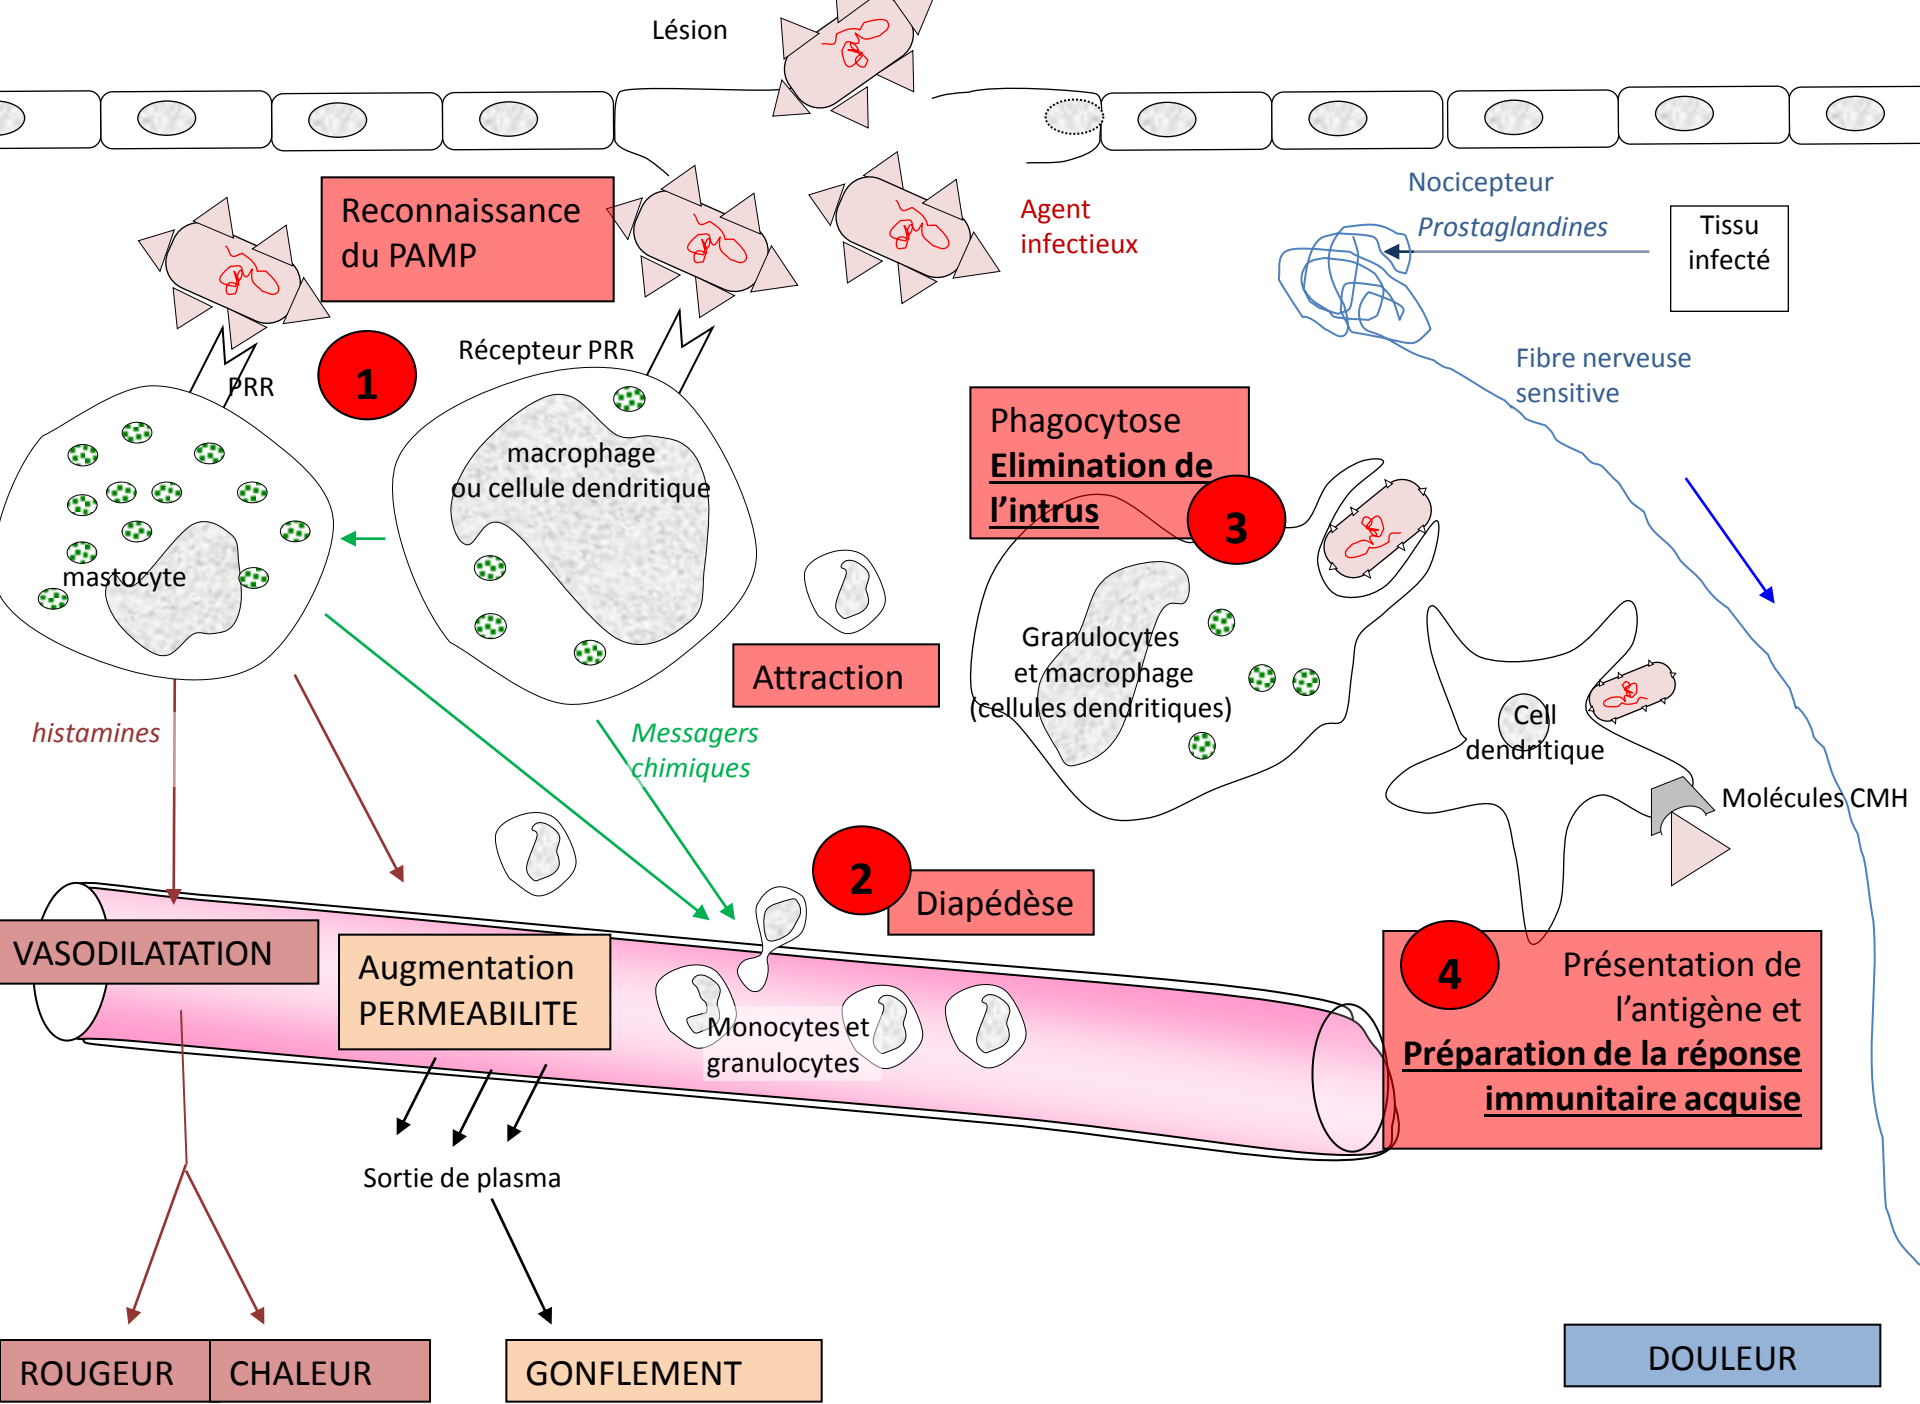 Lésion
Reconnaissance
du PAMP
Agent
infectieux
Nocicepteur
Prostaglandines
Tissu
infecté
Fibre nerveuse
sensitive
PRR
1
Récepteur PRR
macrophage
ou cellule dendritique
mastocyte
Phagocytose
Elimination de
l’intrus
3
Attraction
Granulocytes
et macrophage
(cellules dendritiques)
Cell
dendritique
Molécules CMH
histamines
Messagers
chimiques
2
Diapédèse
VASODILATATION
Augmentation
PERMEABILITE
Monocytes et
granulocytes
4
Présentation de
l’antigène et
Préparation de la réponse
immunitaire acquise
Sortie de plasma
ROUGEUR
CHALEUR
GONFLEMENT
DOULEUR